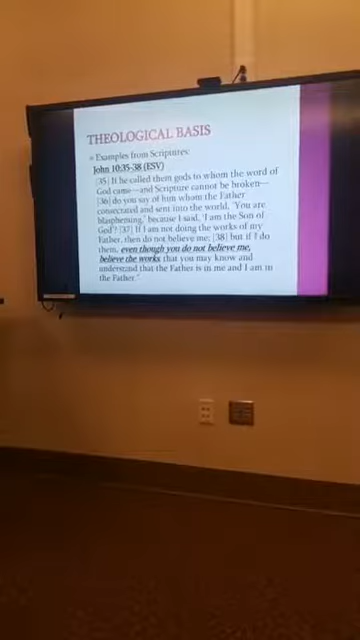 THEOLOGICAL BASIS
» Examples from Scriptures:
John 10:35-38 (ESV)
[35] If he called them gods to whom the word of
God came—and Scripture cannot be broken—
[36] do you say of him whom the Father
consecrated and sent into the world, 'You are
blaspheming,' because I said, 'I am the Son of
God'? [37] If I am not doing the works of my
Father, then do not believe me; [38] but if I do
them, even though you do not believe me,
believe the works that you may know and
understand that the Father is in me and I am in
the Father."